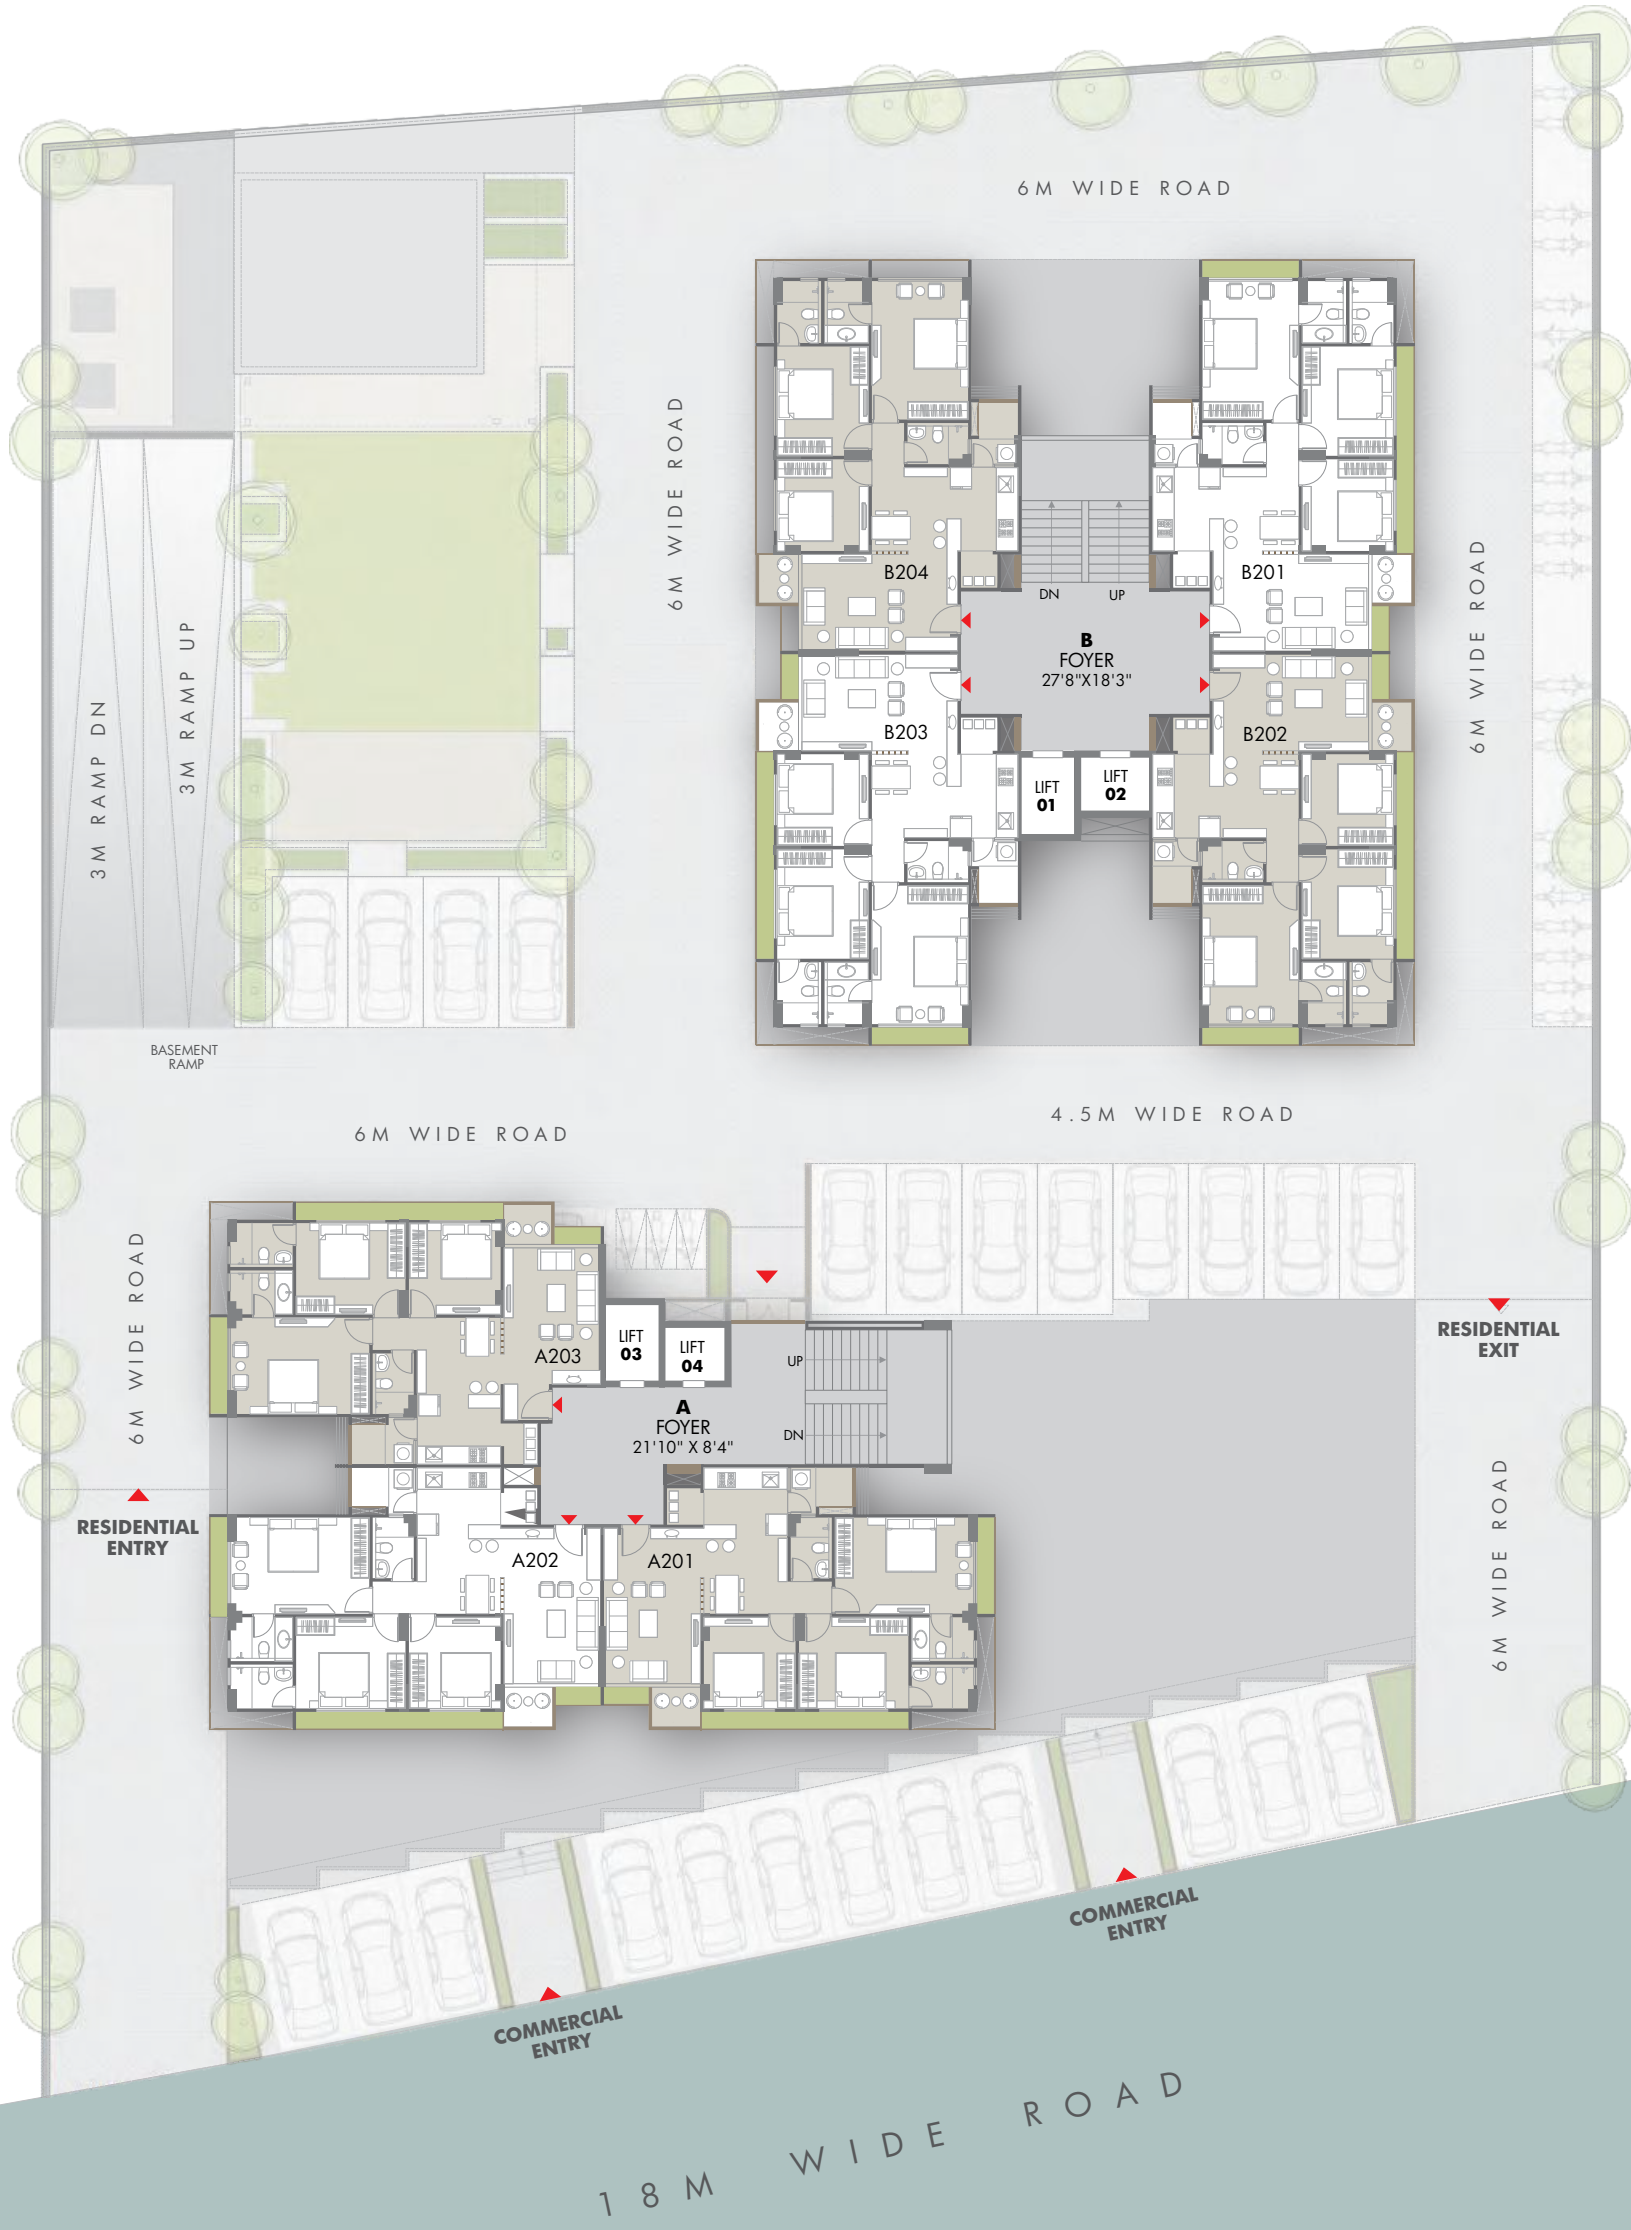 6M WIDE ROAD
6M WIDE ROAD
6M WIDE ROAD
B204
B201
DN
UP
B
FOYER
27'8"X18'3"
B203
B202
LIFT
01
LIFT
02
3M RAMP DN
3M RAMP UP
BASEMENT
RAMP
6M WIDE ROAD
4.5M WIDE ROAD
6M WIDE ROAD
A203
LIFT
03
LIFT
04
UP
DN
A
FOYER
21'10" X 8'4"
RESIDENTIAL
EXIT
RESIDENTIAL
ENTRY
A202
A201
6M WIDE ROAD
COMMERCIAL
ENTRY
COMMERCIAL
ENTRY
18M WIDE ROAD